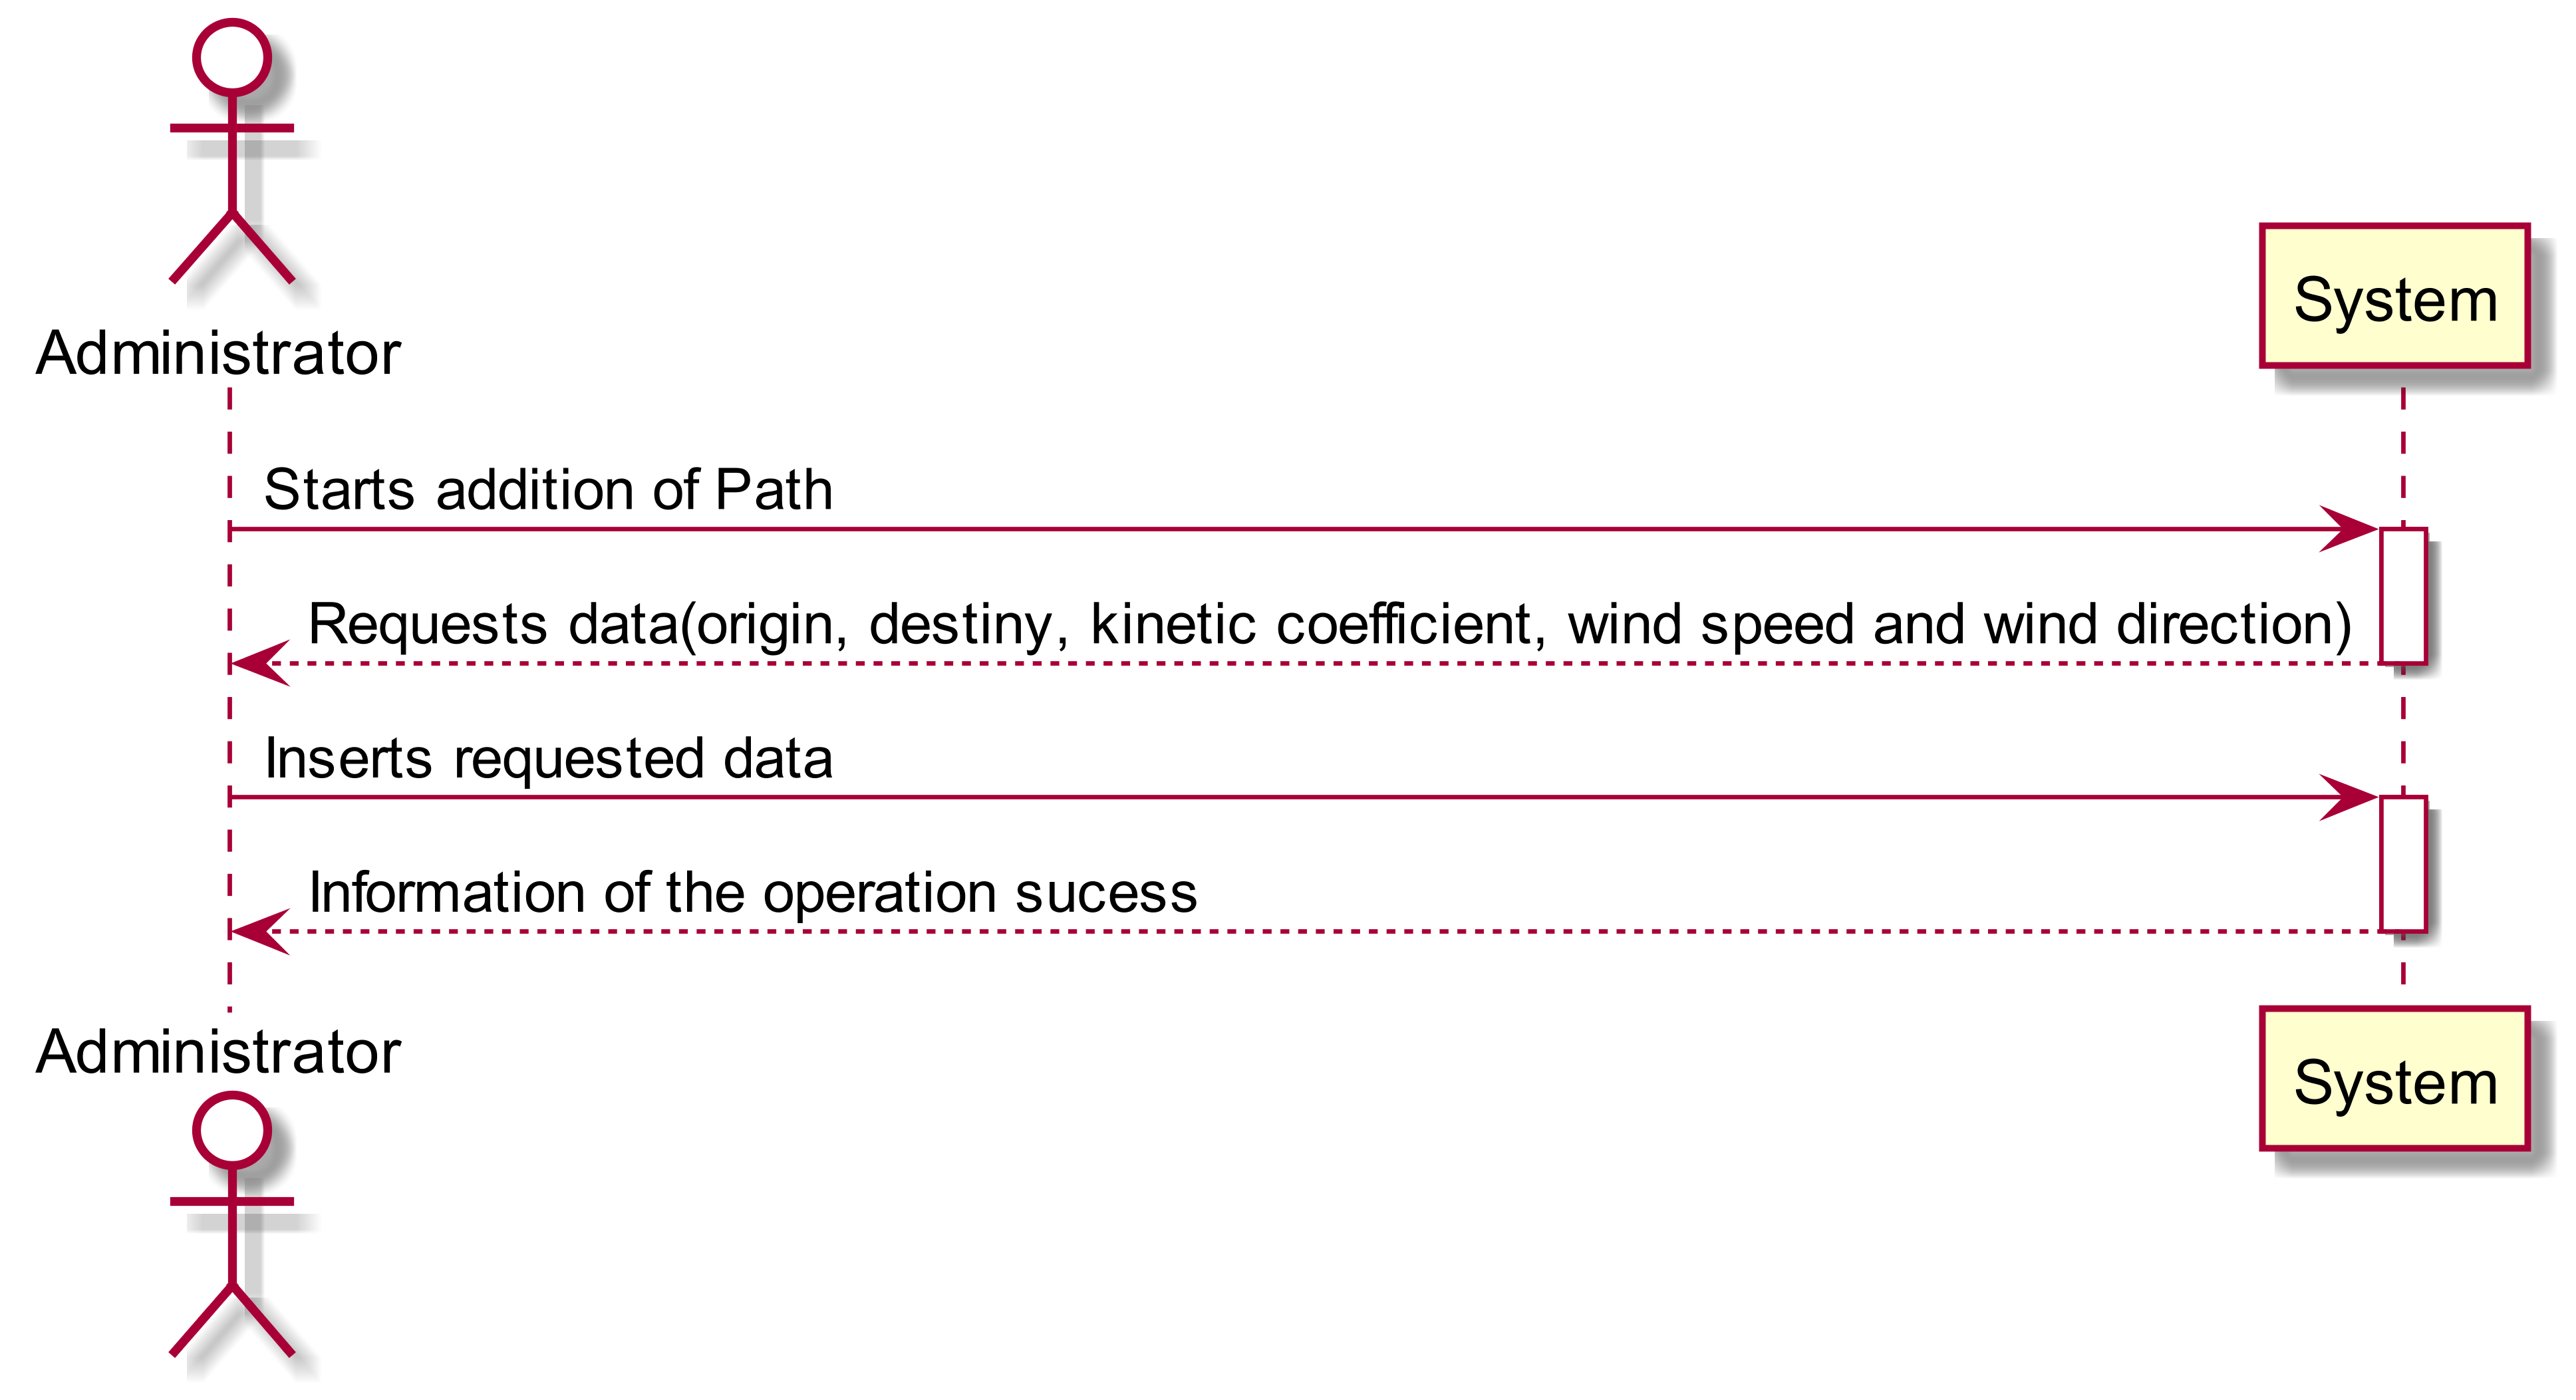 Administrator
System
Starts addition of Path
Requests data(origin, destiny, kinetic coefficient, wind speed and wind direction)
Inserts requested data
Information of the operation sucess
Administrator
System